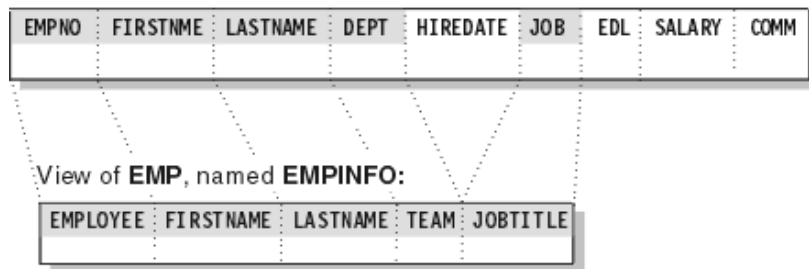 EMPNO FIRSTNME LASTNAME DEPT HIREDATE JOB EDL SALARY COMM
View of EMP, named EMPINFO:
EMPLOYEE FIRSTNAME LASTNAME TEAM JOBTITLE